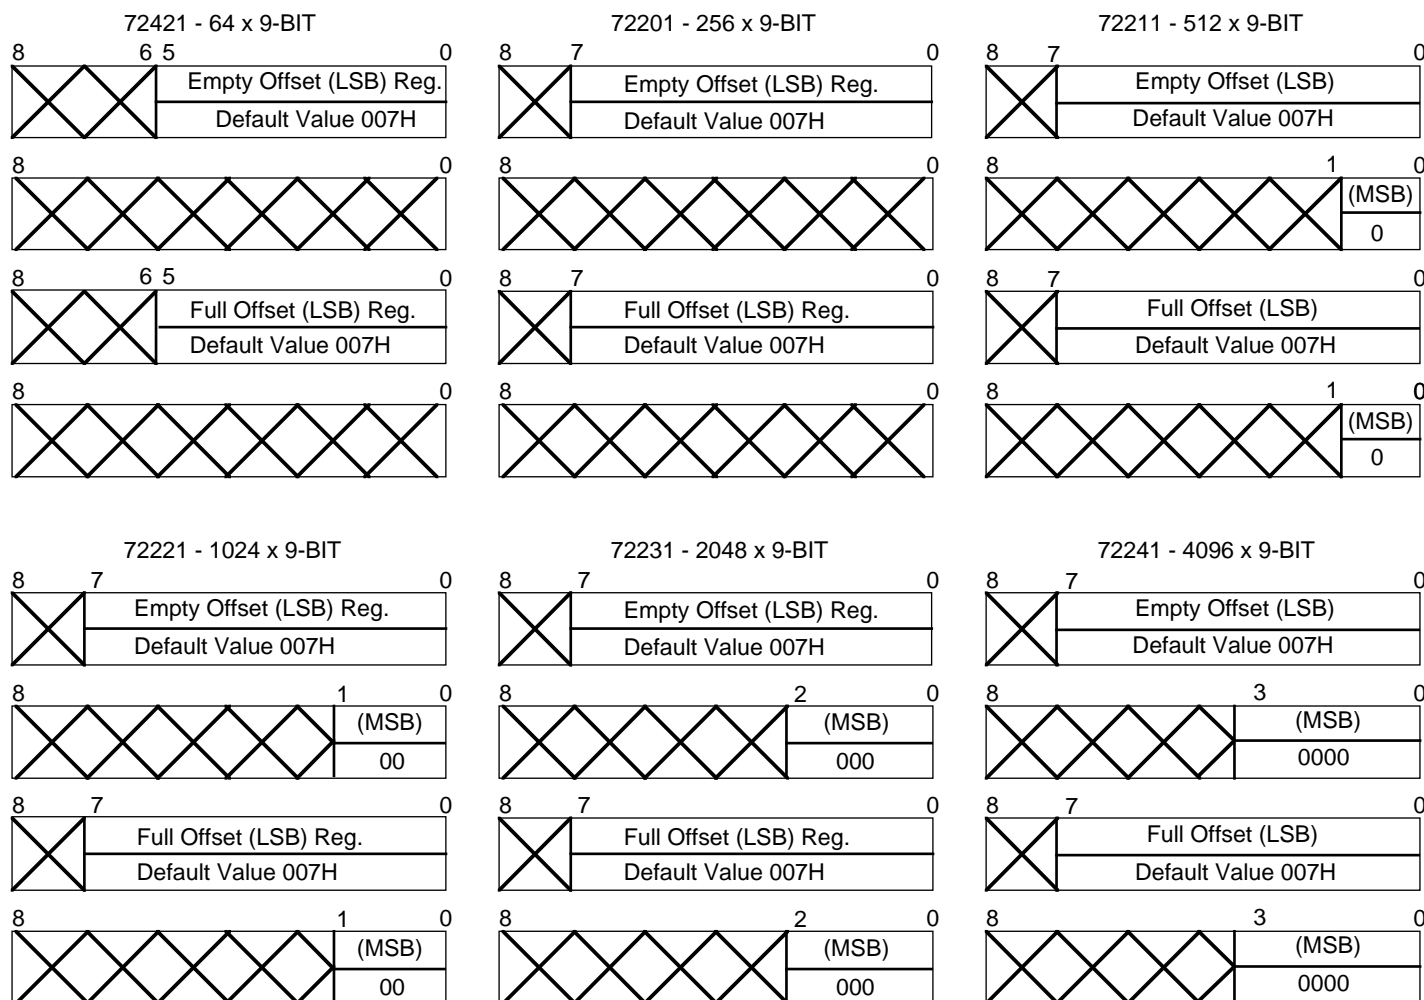 72421 - 64 x 9-BIT
8 6 5 0
Empty Offset (LSB) Reg.
Default Value 007H
8 0
8 6 5 0
Full Offset (LSB) Reg.
Default Value 007H
8 0
72201 - 256 x 9-BIT
8 7 0
Empty Offset (LSB) Reg.
Default Value 007H
8 0
8 7 0
Full Offset (LSB) Reg.
Default Value 007H
8 0
72211 - 512 x 9-BIT
8 7 0
Empty Offset (LSB)
Default Value 007H
8 1 0
(MSB)
0
8 7 0
Full Offset (LSB)
Default Value 007H
8 1 0
(MSB)
0
72221 - 1024 x 9-BIT
8 7 0
Empty Offset (LSB) Reg.
Default Value 007H
8 1 0
(MSB)
00
8 7 0
Full Offset (LSB) Reg.
Default Value 007H
8 1 0
(MSB)
00
72231 - 2048 x 9-BIT
8 7 0
Empty Offset (LSB) Reg.
Default Value 007H
8 2 0
(MSB)
000
8 7 0
Full Offset (LSB) Reg.
Default Value 007H
8 2 0
(MSB)
000
72241 - 4096 x 9-BIT
8 7 0
Empty Offset (LSB)
Default Value 007H
8 3 0
(MSB)
0000
8 7 0
Full Offset (LSB)
Default Value 007H
8 3 0
(MSB)
0000